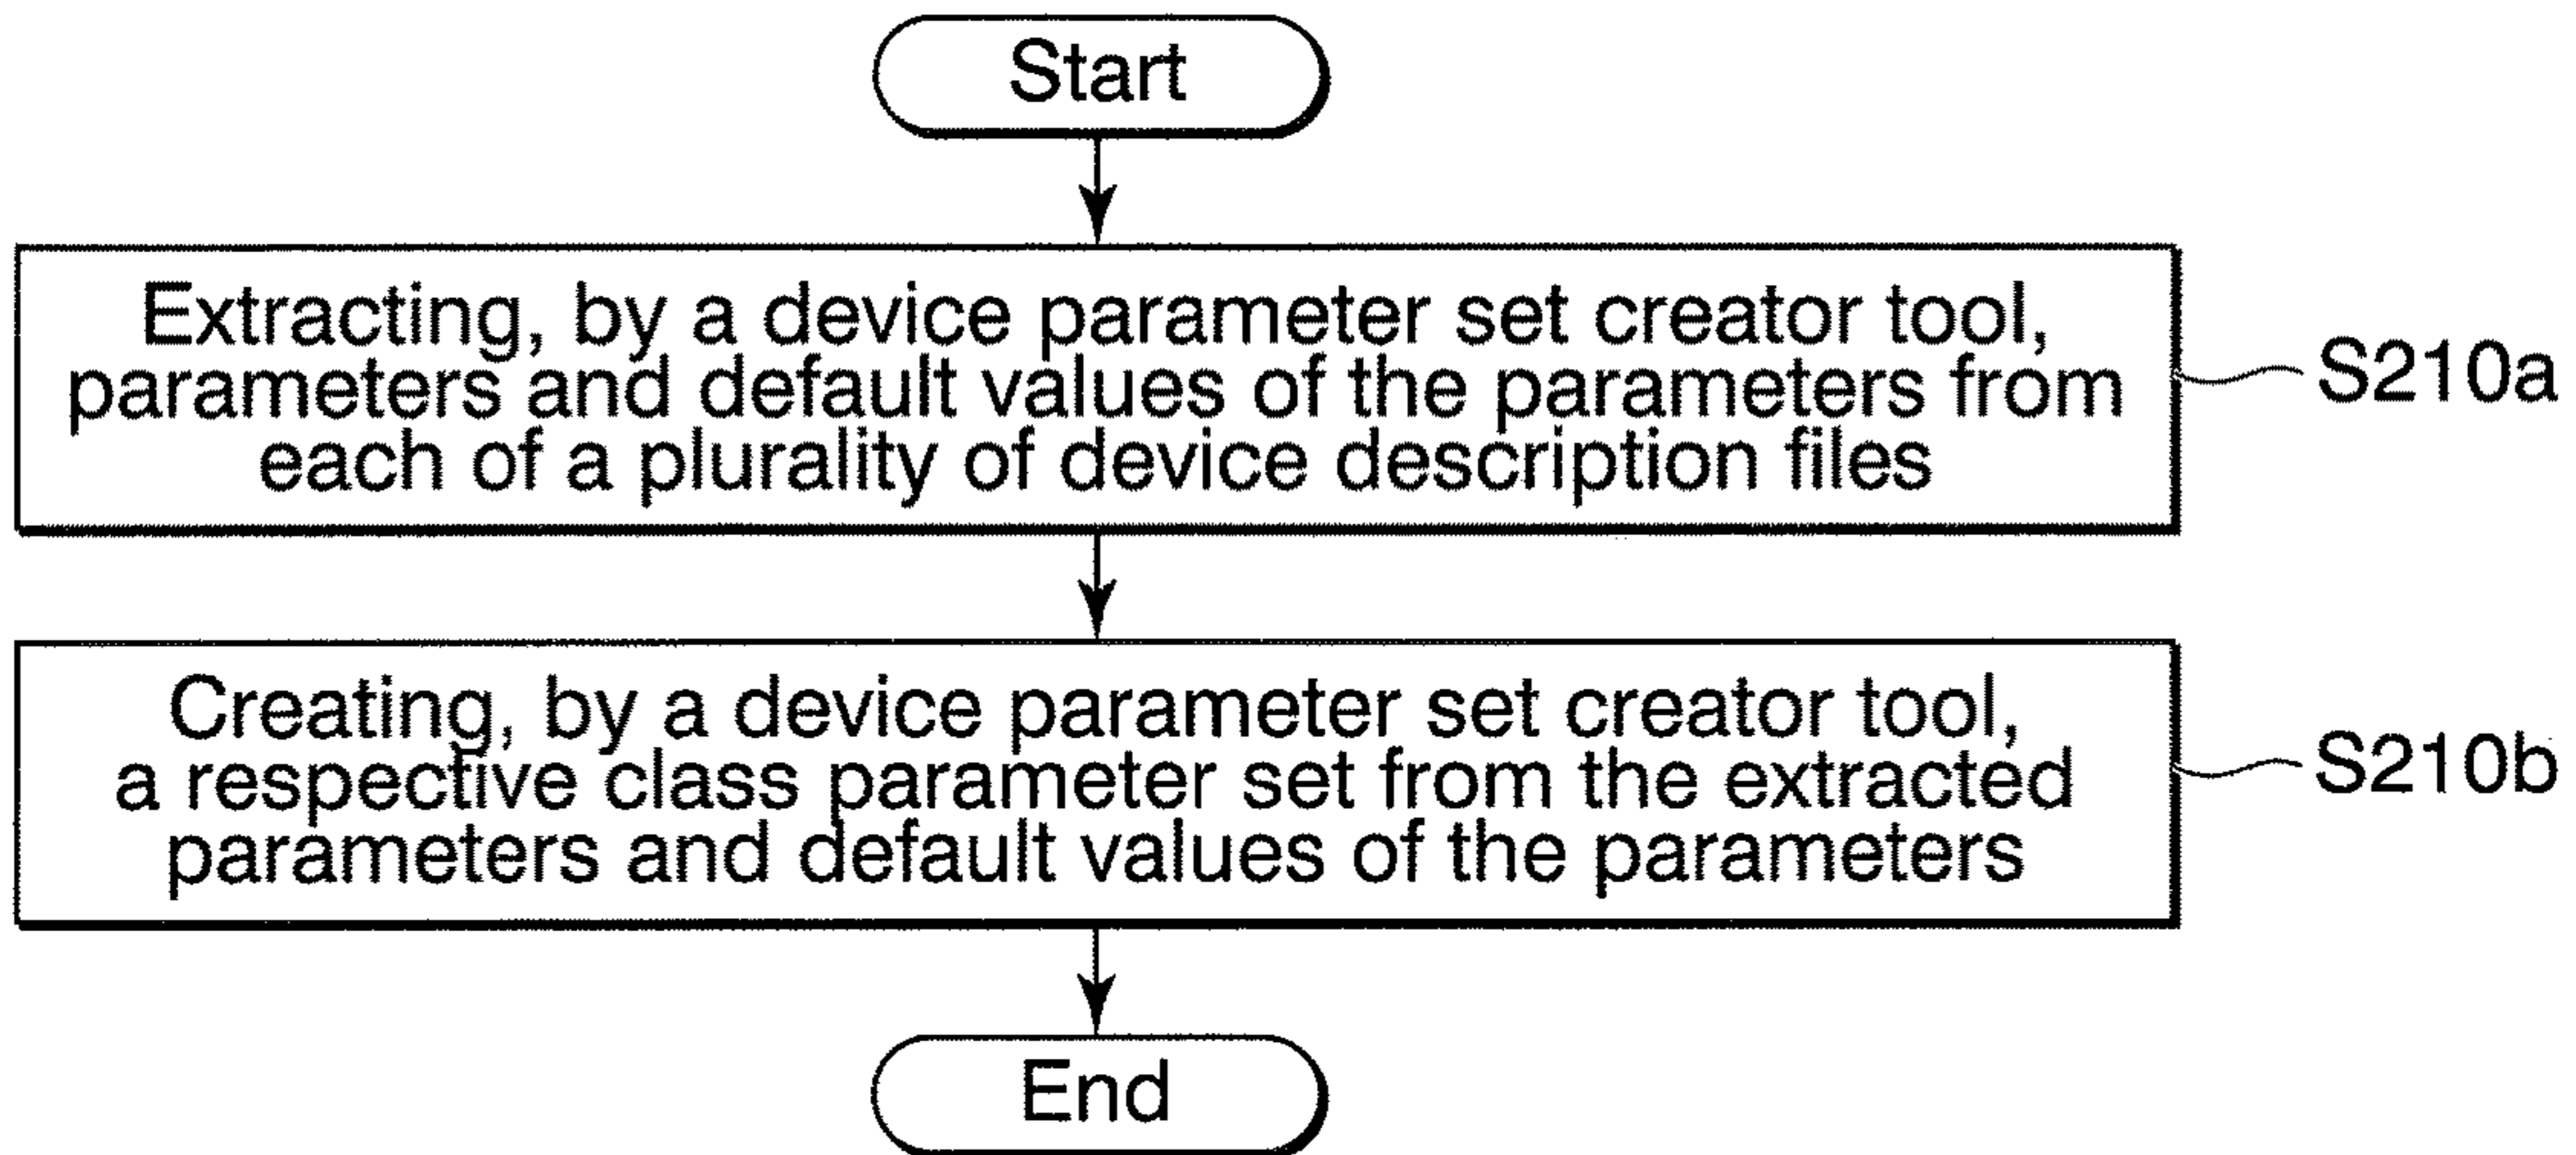 Start
Extracting, by a device parameter set creator tool,
parameters and default values of the parameters from
each of a plurality of device description files
S210a
Creating, by a device parameter set creator tool,
a respective class parameter set from the extracted
parameters and default values of the parameters
S210b
End